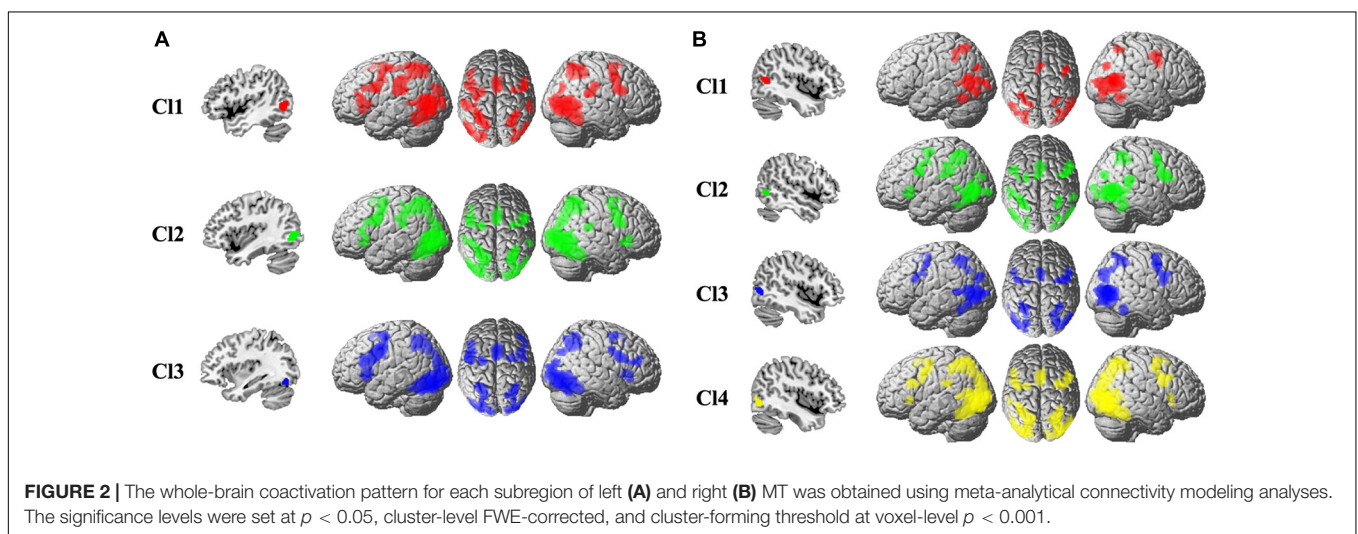 A
Cl1
Cl2
Cl3
B
Cl1
Cl2
Cl3
Cl4
FIGURE 2 | The whole-brain coactivation pattern for each subregion of left (A) and right (B) MT was obtained using meta-analytical connectivity modeling analyses.
The significance levels were set at p < 0.05, cluster-level FWE-corrected, and cluster-forming threshold at voxel-level p < 0.001.